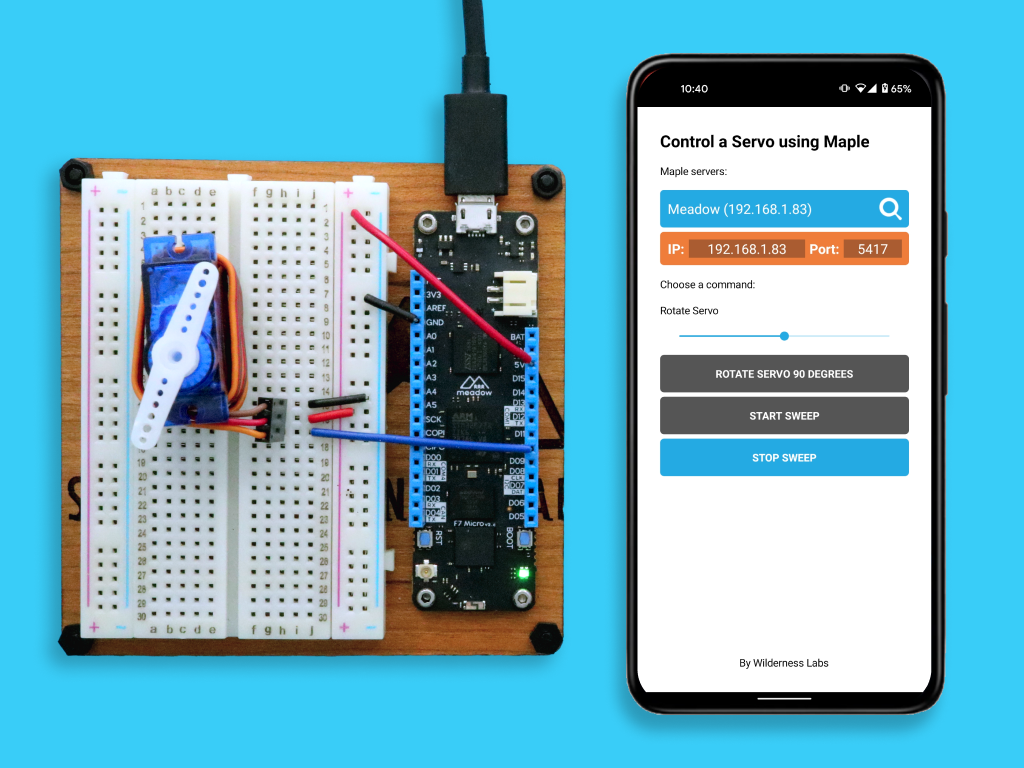 10:40
65%
Control a Servo using Maple
Maple servers:
Meadow (192.168.1.83)
IP: 192.168.1.83 Port: 5417
Choose a command:
Rotate Servo
ROTATE SERVO 90 DEGREES
START SWEEP
STOP SWEEP
By Wilderness Labs
a b c d e
f g h i j
3V3
AREF
GND
A0
A1
A2
A3
A4
A5
SCK
COPI
D00
D01
D02
D03
D04
BAT
5V
D15
D14
D13
D12
D11
D09
D08
D07
D06
D05
meadow
F7 Micro
RST
BOOT
a b c d e
f g h i j